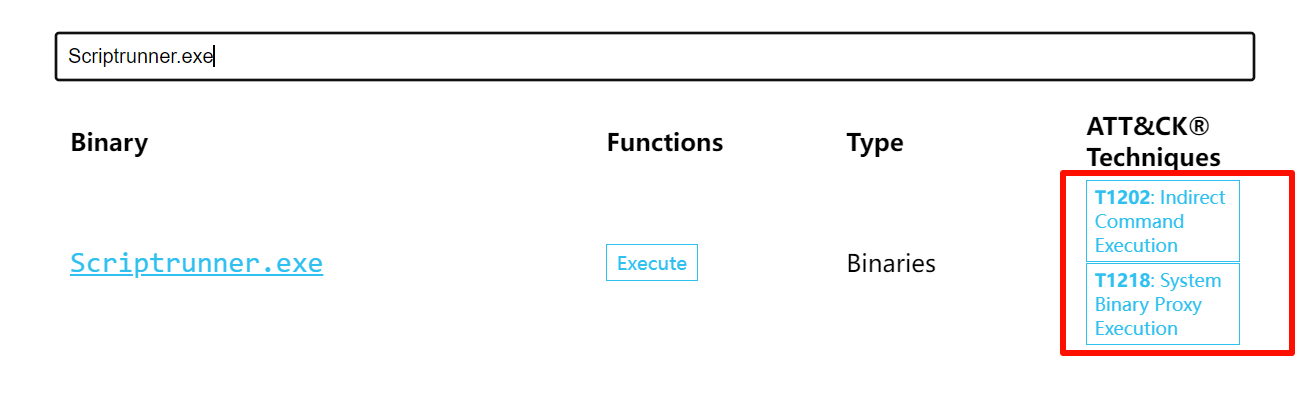 Scriptrunner.exe
Binary
Functions
Type
ATT&CK®
Techniques
Scriptrunner.exe
Execute
Binaries
T1202: Indirect
Command
Execution
T1218: System
Binary Proxy
Execution